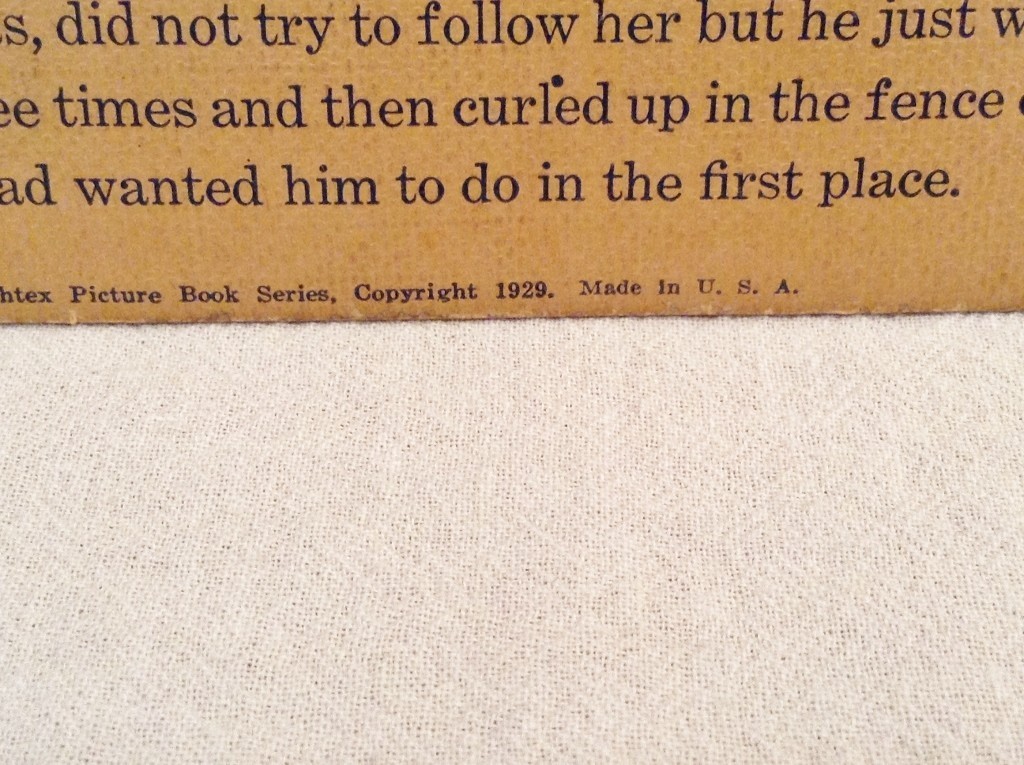 s, did not try to follow her but he just w
ee times and then curled up in the fence
ad wanted him to do in the first place.
htex Picture Book Series, Copyright 1929. Made in U. S. A.